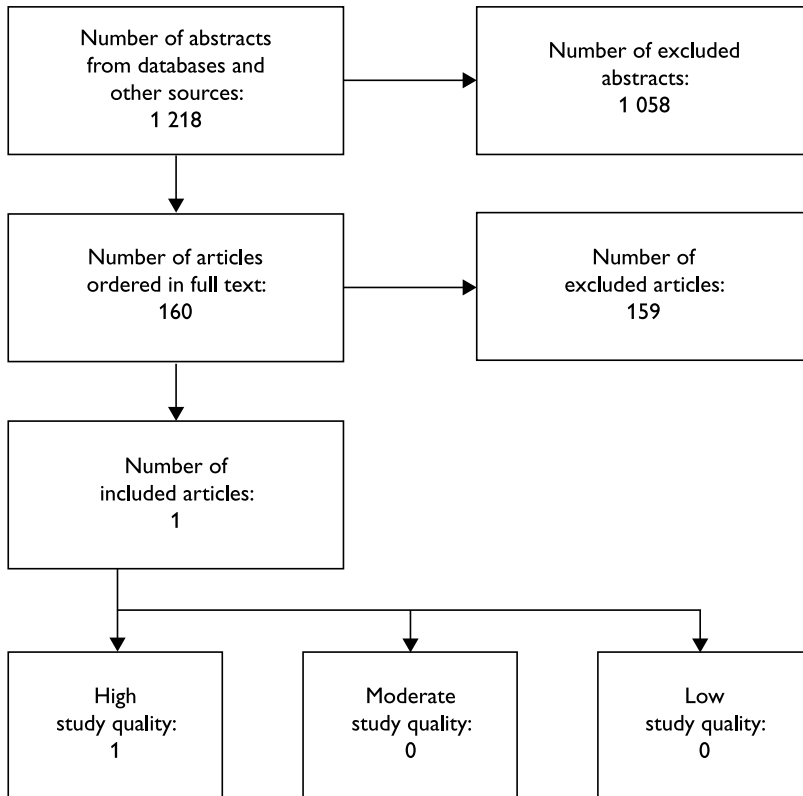 Number of abstracts
from databases and
other sources:
1 218
Number of excluded
abstracts:
1 058
Number of articles
ordered in full text:
160
Number of
excluded articles:
159
Number of
included articles:
1
High
study quality:
1
Moderate
study quality:
0
Low
study quality:
0